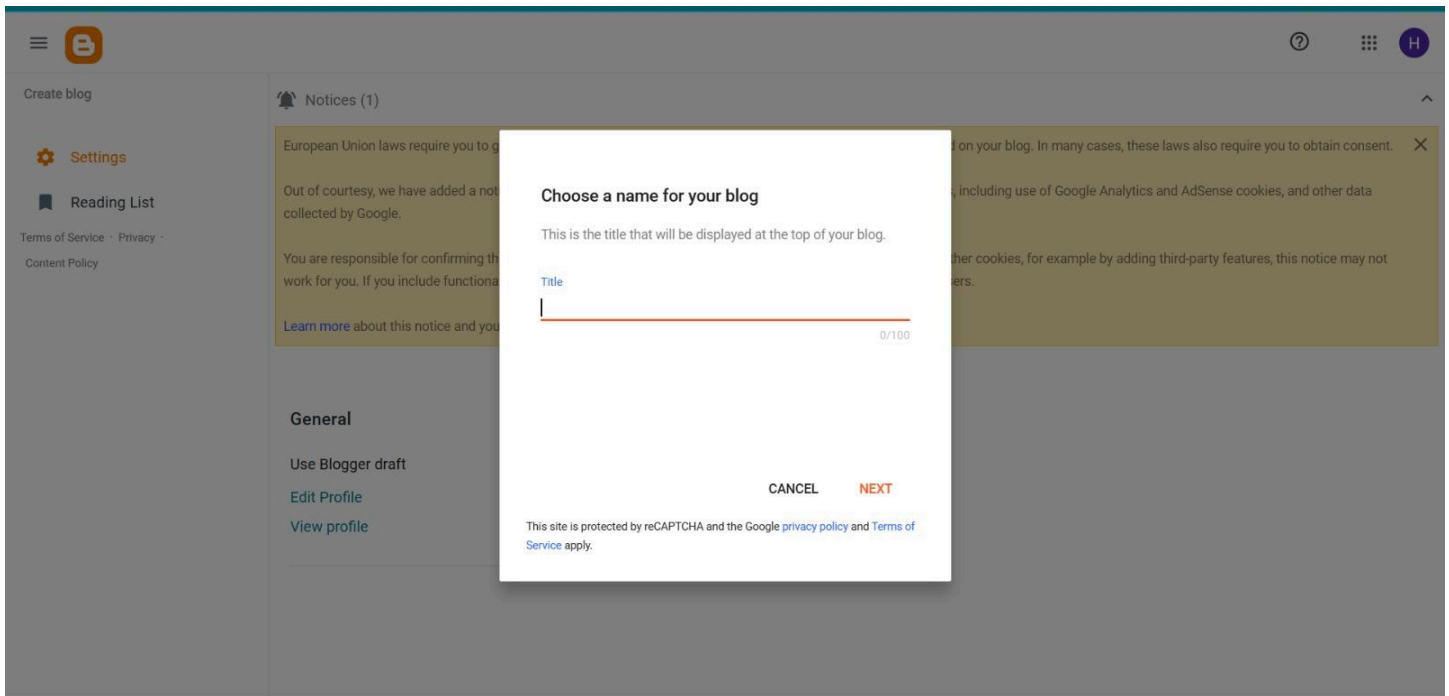 B
H
Create blog
Settings
Reading List
Terms of Service · Privacy ·
Content Policy
Notices (1)
European Union laws require you to g
d on your blog. In many cases, these laws also require you to obtain consent.
Out of courtesy, we have added a not
s, including use of Google Analytics and AdSense cookies, and other data
collected by Google.
You are responsible for confirming th
her cookies, for example by adding third-party features, this notice may not
work for you. If you include functiona
ers.
Learn more about this notice and you
General
Use Blogger draft
Edit Profile
View profile
Choose a name for your blog
This is the title that will be displayed at the top of your blog.
Title
0/100
CANCEL NEXT
This site is protected by reCAPTCHA and the Google privacy policy and Terms of
Service apply.